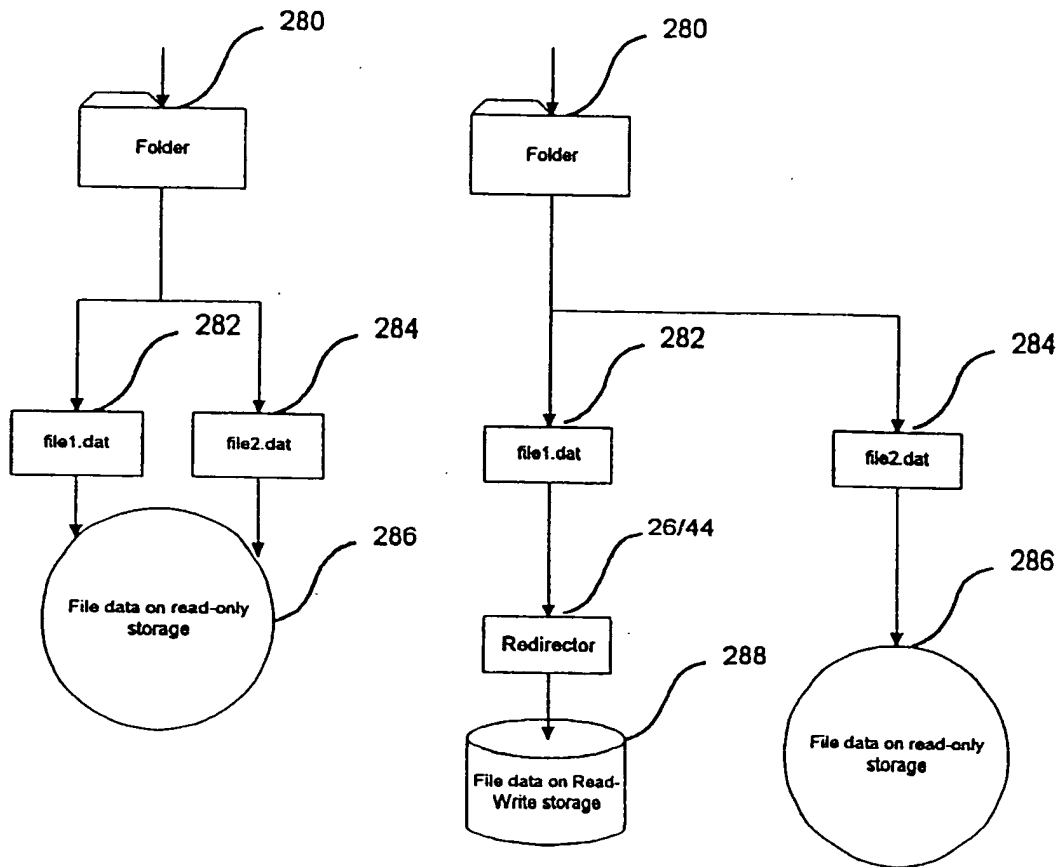 280
Folder
282
284
file1.dat
file2.dat
286
File data on read-only
storage
280
Folder
282
284
file1.dat
file2.dat
26/44
Redirector
286
288
File data on Read-
Write storage
File data on read-only
storage